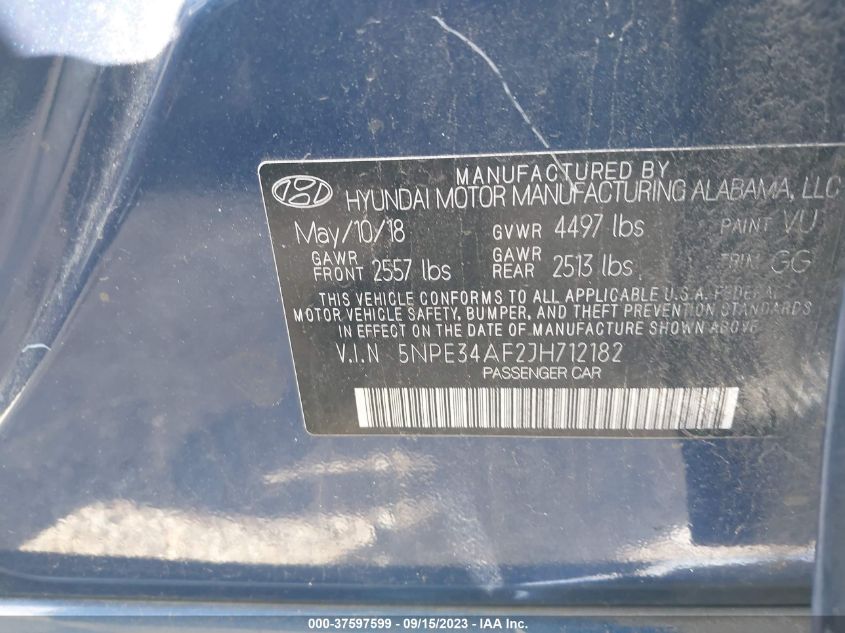 MANUFACTURED BY
HYUNDAI MOTOR MANUFACTURING ALABAMA, LLC
May/10/18 GVWR 4497 lbs PAINT VU
GAWR FRONT 2557 lbs GAWR REAR 2513 lbs TRIM GG
THIS VEHICLE CONFORMS TO ALL APPLICABLE U.S.A. FEDERAL
MOTOR VEHICLE SAFETY, BUMPER, AND THEFT PREVENTION STANDARDS
IN EFFECT ON THE DATE OF MANUFACTURE SHOWN ABOVE.
V.I.N 5NPE34AF2JH712182
PASSENGER CAR
000-37597599 - 09/15/2023 - IAA Inc.